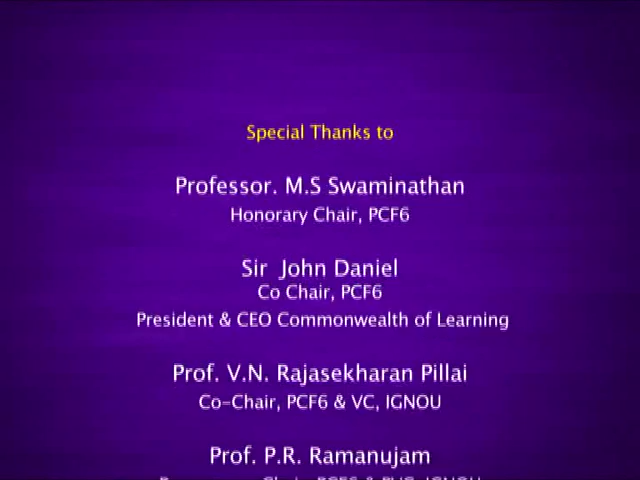 Special Thanks to
Professor. M.S Swaminathan
Honorary Chair, PCF6
Sir John Daniel
Co Chair, PCF6
President & CEO Commonwealth of Learning
Prof. V.N. Rajasekharan Pillai
Co-Chair, PCF6 & VC, IGNOU
Prof. P.R. Ramanujam